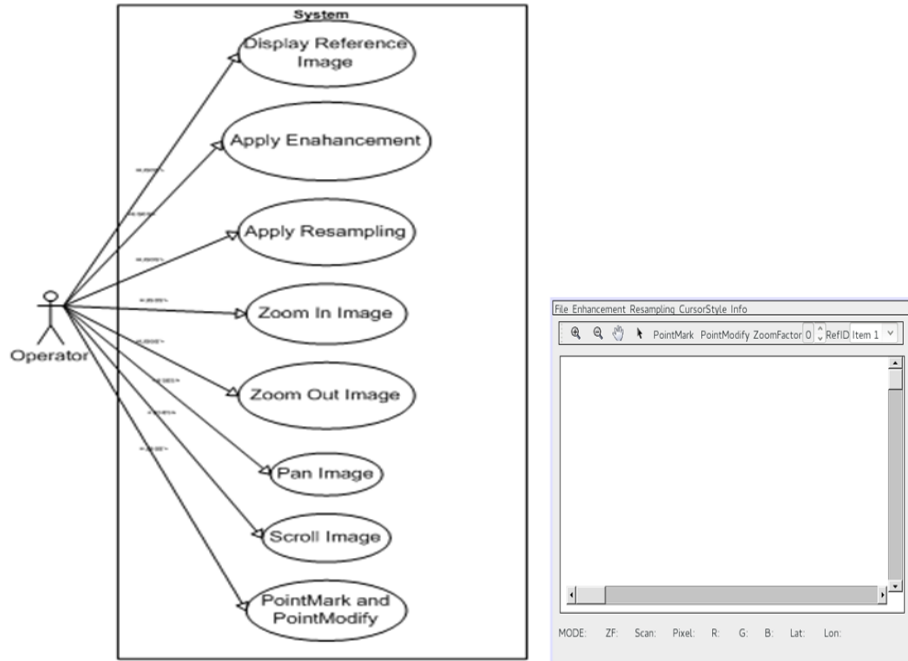 System
Display Reference
Image
Apply Enahancement
Apply Resampling
Zoom In Image
Operator
Zoom Out Image
Pan Image
Scroll Image
PointMark and
PointModify
File Enhancement Resampling CursorStyle Info
PointMark PointModify ZoomFactor 0 RefID Item 1
MODE: ZF: Scan: Pixel: R: G: B: Lat: Lon: